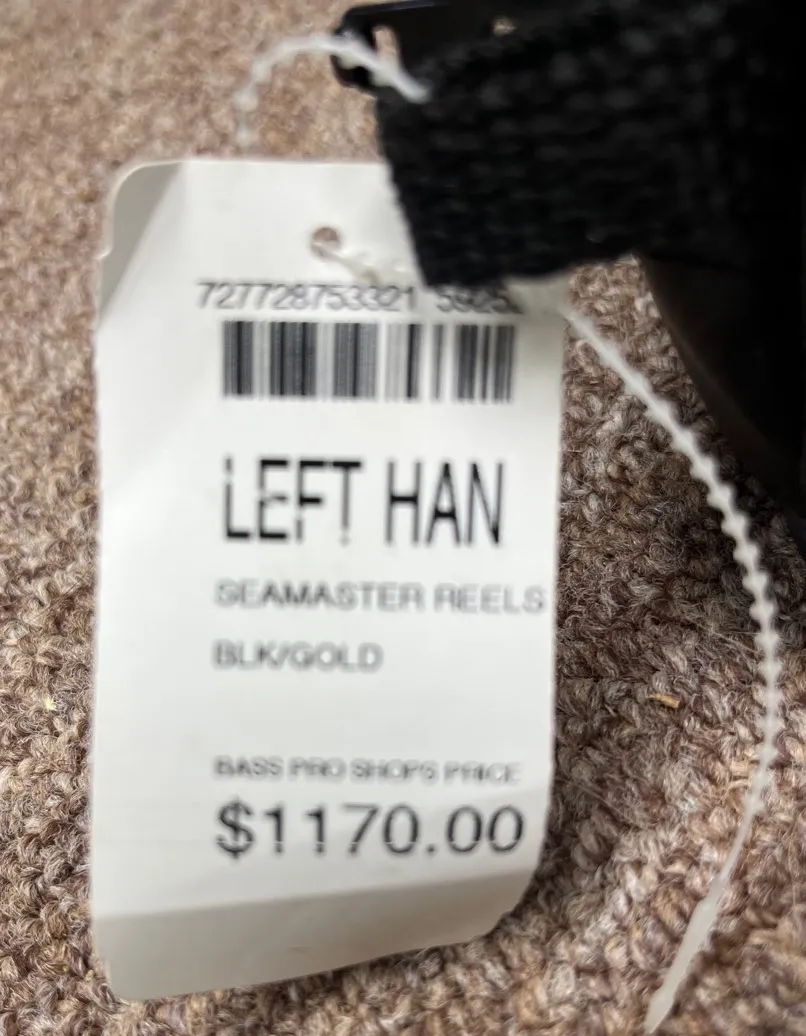 727728753321
LEFT HAN
SEAMASTER REELS
BLK/GOLD
BASS PRO SHOPS PRICE
$1170.00